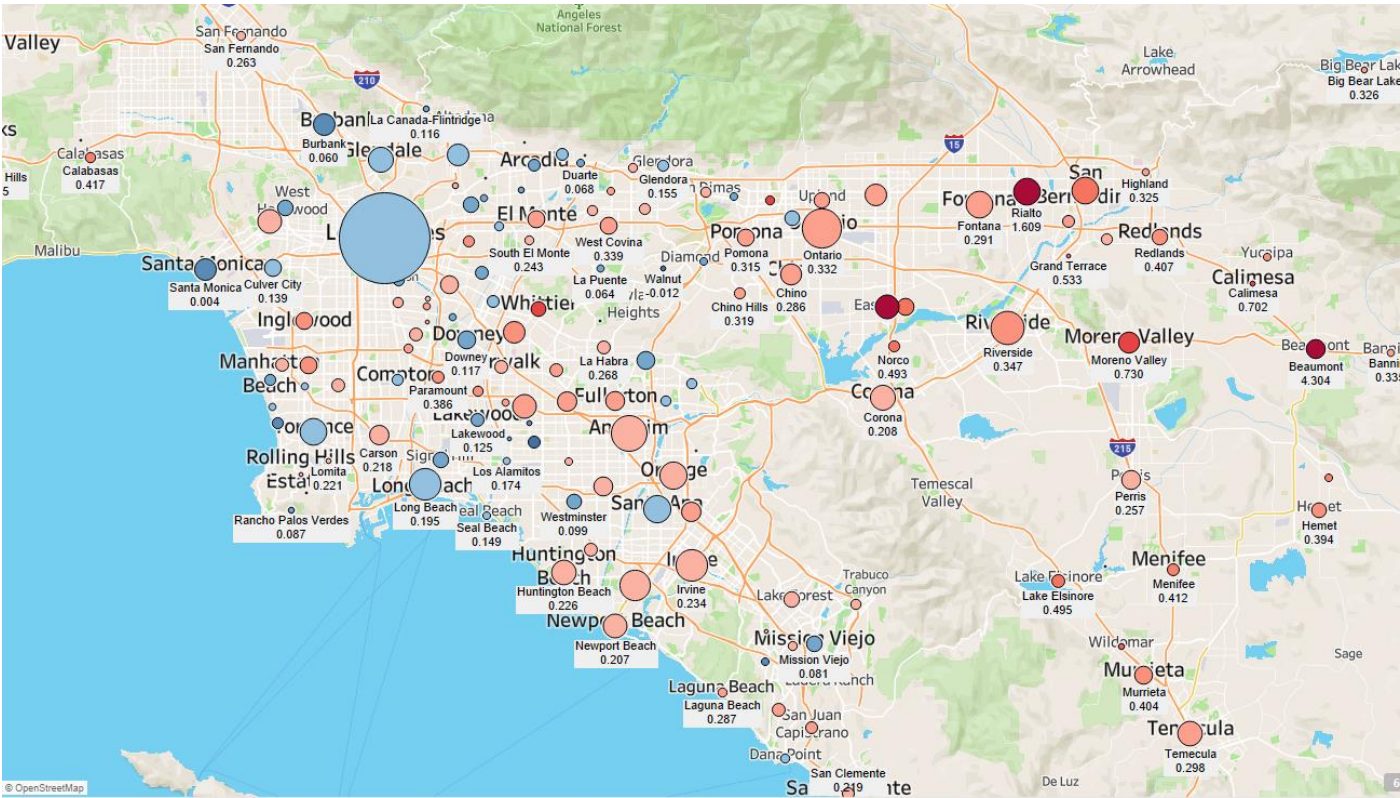 Angeles
National Forest
San Fernando
San Fernando
0.263
Valley
Lake
Arrowhead
Big Bear Lak
Big Bear Lake
0.326
210
15
La Canada-Flintridge
0.116
Burbank
0.060
Calabasas
Calabasas
0.417
Hills
5
Arcadia
Duarte
0.068
Glendora
Glendora
0.155
West
El Monte
South El Monte
0.243
West Covina
0.339
La Puente
0.064
Walnut
-0.012
Diamond
Pomona
Pomona
0.315
Ontario
0.332
Chino
0.286
Chino Hills
0.319
Fontana
0.291
Rialto
1.609
San
Highland
0.325
Redlands
Redlands
0.407
Grand Terrace
0.533
Yucaipa
Calimesa
Calimesa
0.702
Malibu
Santa Monica
Santa Monica
0.004
Culver City
0.139
Inglewood
Whittier
Heights
Downey
Downey
0.117
La Habra
0.268
Norco
0.493
Riverside
0.347
Moreno Valley
Moreno Valley
0.730
Beaumont
4.304
Banni
Bannin
Manhattan
Beach
Compton
Paramount
0.386
Lakewood
Lakewood
0.125
Fullerton
Corona
0.208
Anaheim
Torrance
Rolling Hills
Lomita
0.221
Carson
0.218
Los Alamitos
0.174
Long Beach
0.195
Orange
Santa Ana
Rancho Palos Verdes
0.087
Seal Beach
0.149
Westminster
0.099
215
Temescal
Valley
Perris
Perris
0.257
Hemet
Hemet
0.394
Huntington
Beach
Huntington Beach
0.226
Irvine
Irvine
0.234
Trabuco
Canyon
Lake Forest
Lake Elsinore
Lake Elsinore
0.495
Menifee
Menifee
0.412
Newport Beach
Newport Beach
0.207
Mission Viejo
Mission Viejo
0.081
Wildomar
Sage
Laguna Beach
Laguna Beach
0.287
Murrieta
Murrieta
0.404
San Juan
Capistrano
Dana Point
Temecula
Temecula
0.298
San Clemente
0.219
De Luz
© OpenStreetMap